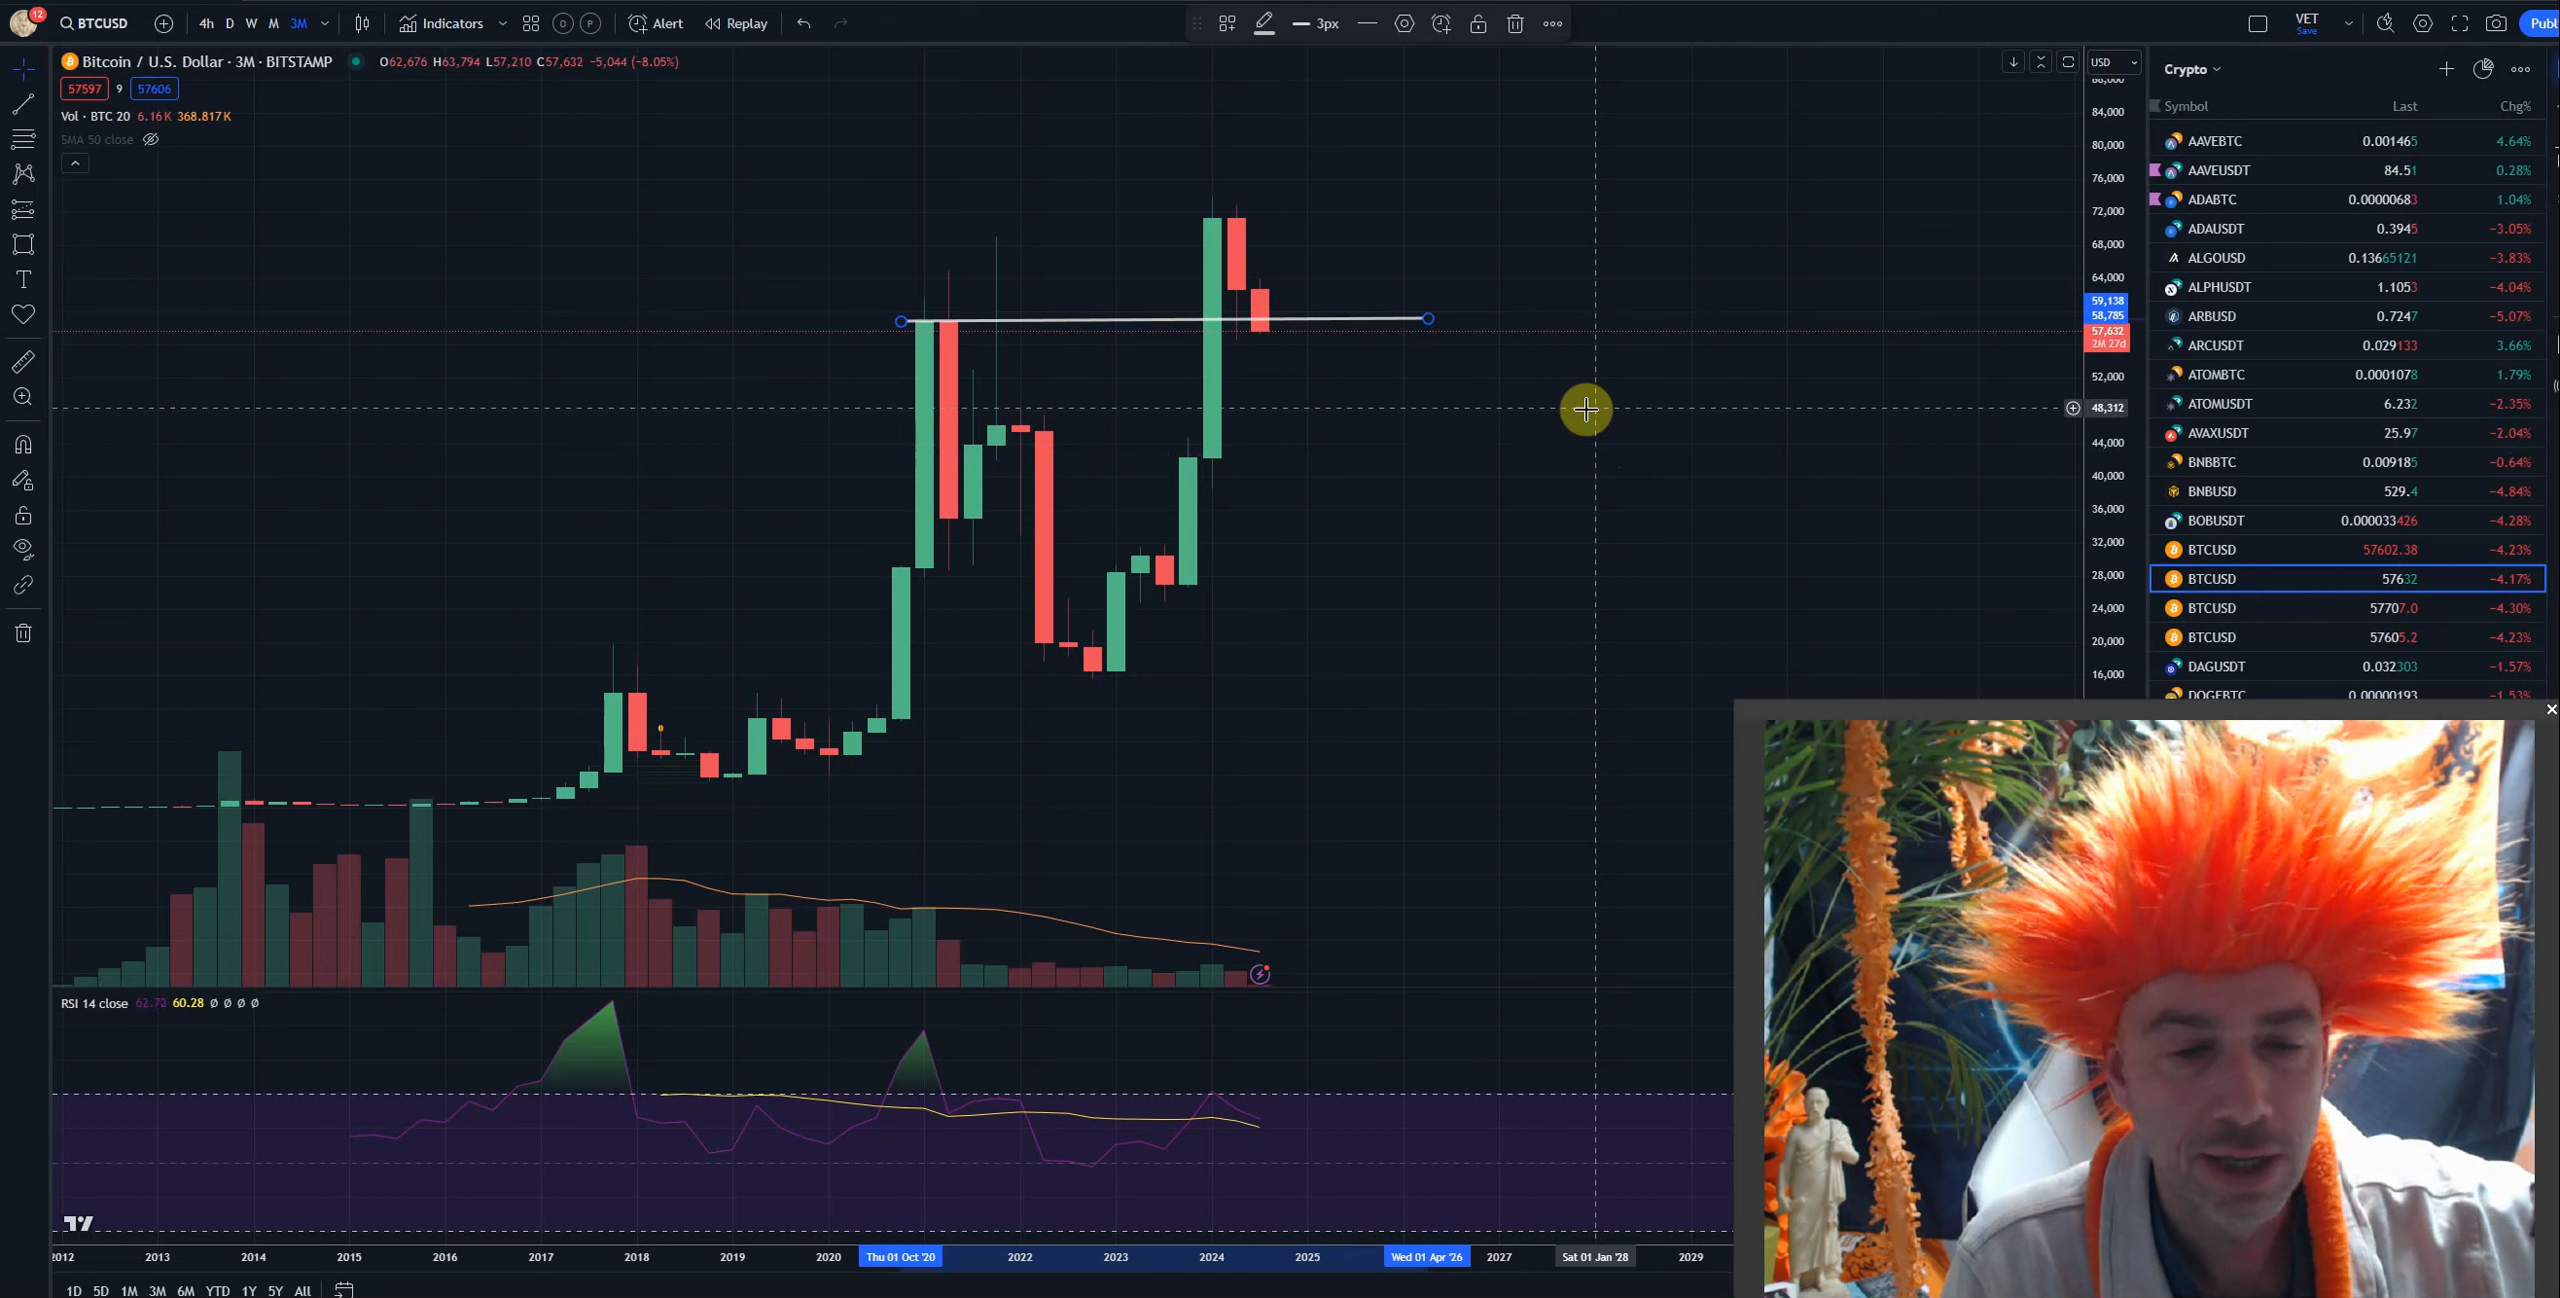 12
BTCUSD
4h D W M 3M
Indicators
O P
Alert
Replay
3px
VET
Save
Publ
Bitcoin / U.S. Dollar · 3M · BITSTAMP
O62,676 H63,794 L57,210 C57,632 −5,044 (−8.05%)
57597 9 57606
Vol · BTC 20 6.16K 368.817K
SMA 50 close
USD
88,000
84,000
80,000
76,000
72,000
68,000
64,000
59,138
58,785
57,632
2M 27d
52,000
48,312
44,000
40,000
36,000
32,000
28,000
24,000
20,000
16,000
Crypto
Symbol Last Chg%
AAVEBTC 0.001465 4.64%
AAVEUSDT 84.51 0.28%
ADABTC 0.00000683 1.04%
ADAUSDT 0.3945 −3.05%
ALGOUSD 0.13665121 −3.83%
ALPHUSDT 1.1053 −4.04%
ARBUSD 0.7247 −5.07%
ARCUSDT 0.029133 3.66%
ATOMBTC 0.0001078 1.79%
ATOMUSDT 6.232 −2.35%
AVAXUSDT 25.97 −2.04%
BNBBTC 0.009185 −0.64%
BNBUSD 529.4 −4.84%
BOBUSDT 0.000033426 −4.28%
BTCUSD 57602.38 −4.23%
BTCUSD 57632 −4.17%
BTCUSD 57707.0 −4.30%
BTCUSD 57605.2 −4.23%
DAGUSDT 0.032303 −1.57%
DOGEBTC 0.00000193 −1.53%
RSI 14 close 62.72 60.28 Ø Ø Ø Ø
2012 2013 2014 2015 2016 2017 2018 2019 2020 Thu 01 Oct '20 2022 2023 2024 2025 Wed 01 Apr '26 2027 Sat 01 Jan '28 2029
1D 5D 1M 3M 6M YTD 1Y 5Y All